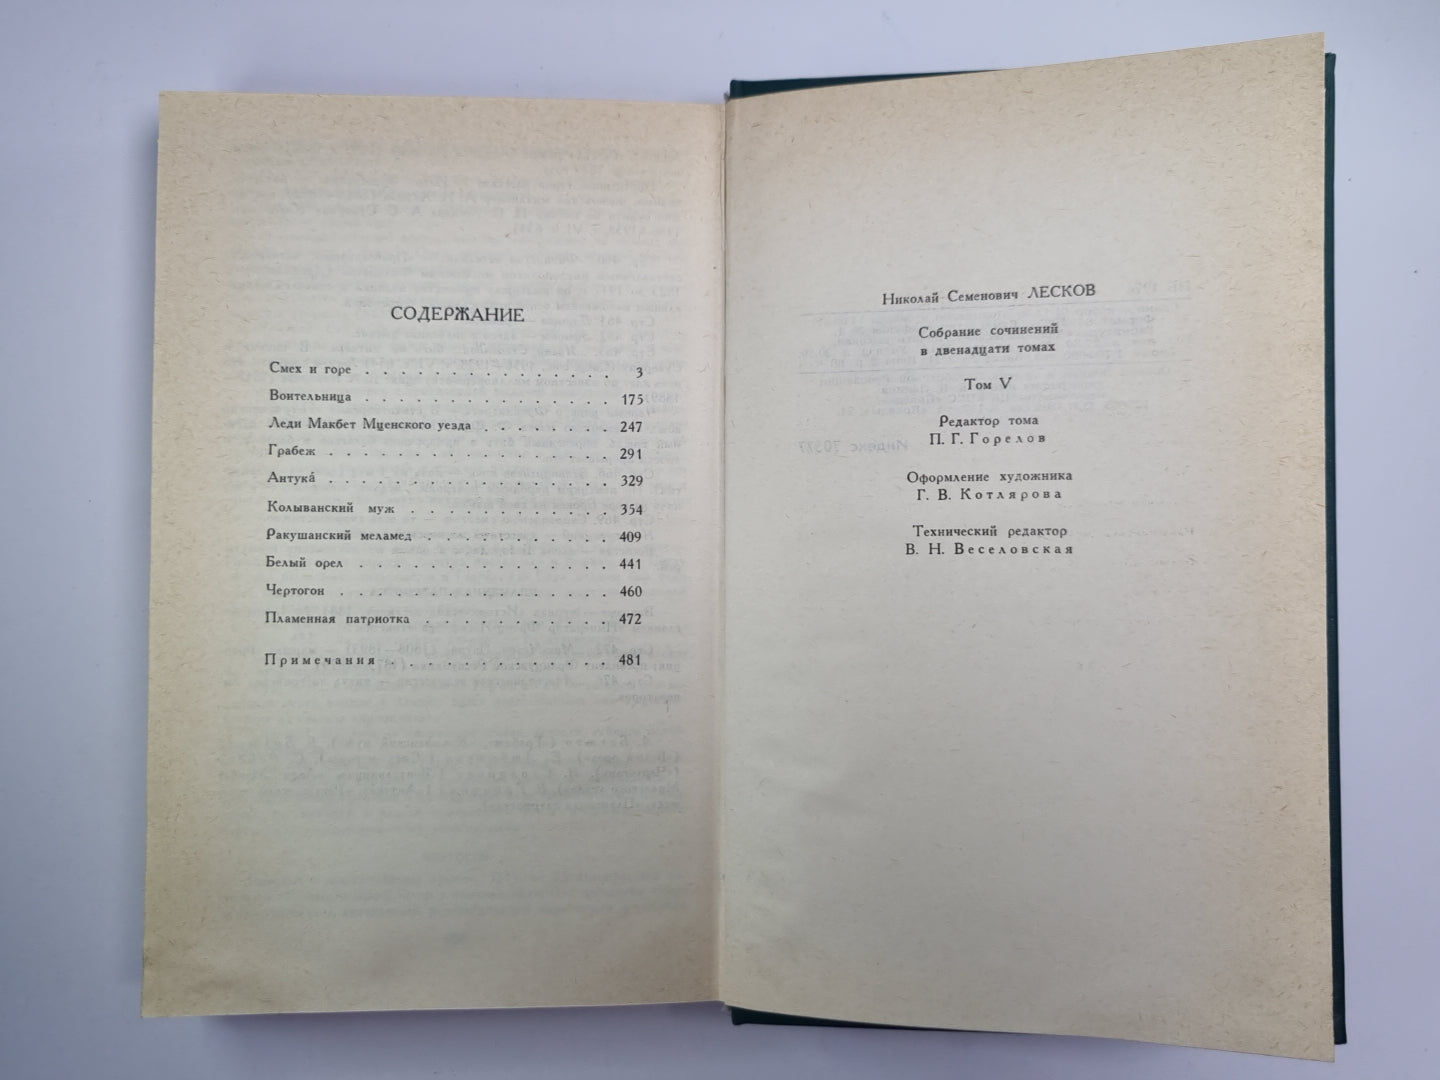 СОДЕРЖАНИЕ
Смех и горе . . . . . . . . . . . . . . . 3
Воительница . . . . . . . . . . . . . . . 175
Леди Макбет Мценского уезда . . . . . . . . 247
Грабеж . . . . . . . . . . . . . . . . . 291
Антука́ . . . . . . . . . . . . . . . . . 329
Колыванский муж . . . . . . . . . . . . . 354
Ракушанский меламед . . . . . . . . . . . . 409
Белый орел . . . . . . . . . . . . . . . 441
Чертогон . . . . . . . . . . . . . . . . 460
Пламенная патриотка . . . . . . . . . . . . 472
Примечания . . . . . . . . . . . . . . 481
Николай Семенович ЛЕСКОВ
Собрание сочинений
в двенадцати томах
Том V
Редактор тома
П. Г. Горелов
Оформление художника
Г. В. Котлярова
Технический редактор
В. Н. Веселовская